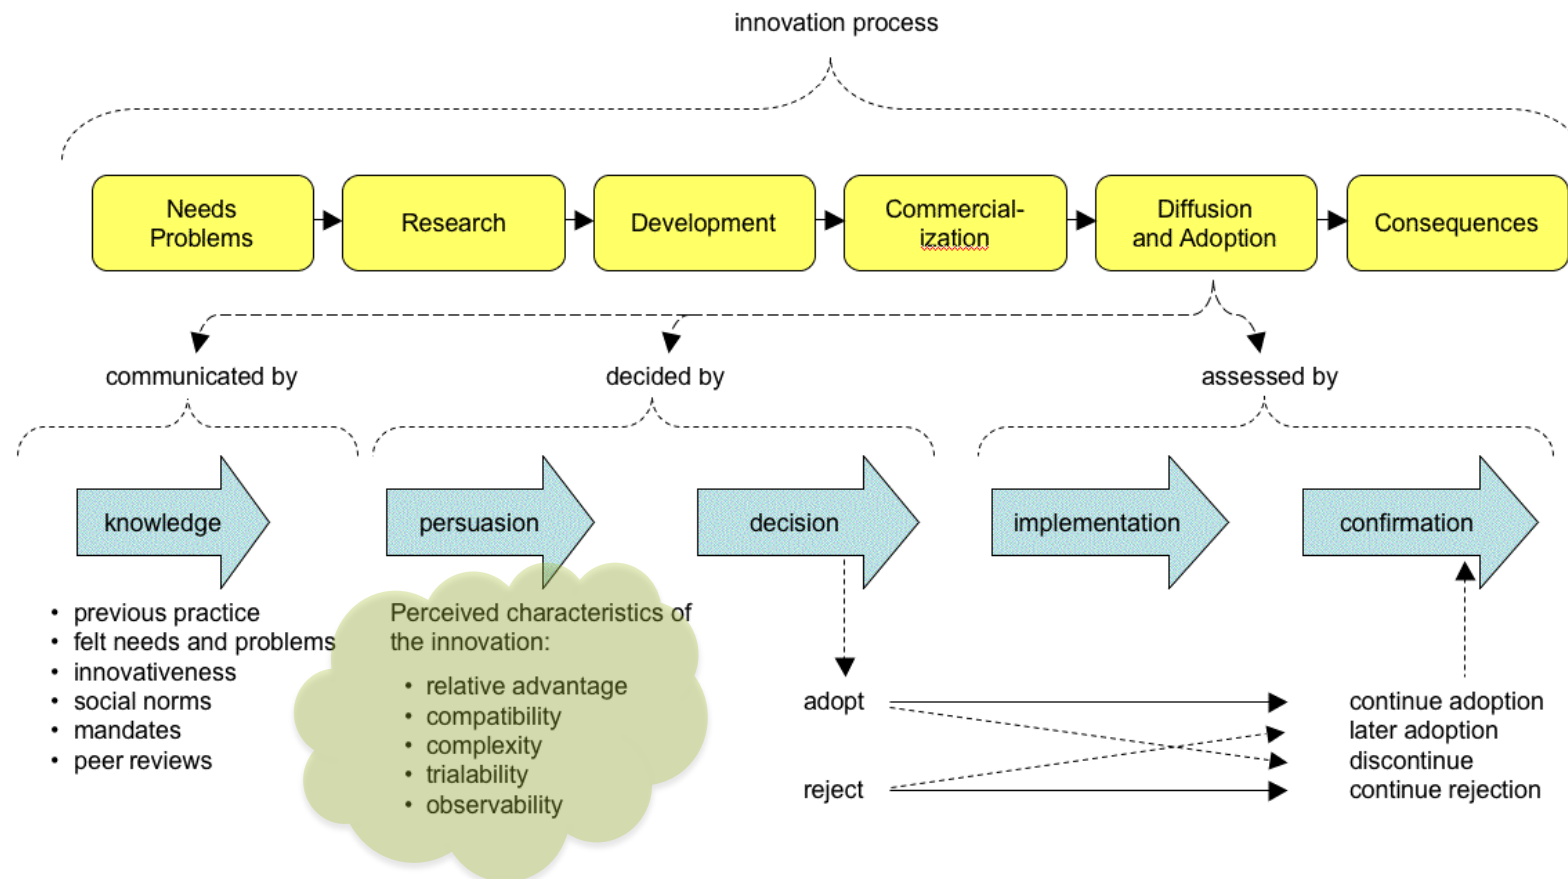 innovation process
Needs
Problems
Research
Development
Commercial-
ization
Diffusion
and Adoption
Consequences
communicated by
decided by
assessed by
knowledge
persuasion
decision
implementation
confirmation
• previous practice
• felt needs and problems
• innovativeness
• social norms
• mandates
• peer reviews
Perceived characteristics of
the innovation:
• relative advantage
• compatibility
• complexity
• trialability
• observability
adopt
reject
continue adoption
later adoption
discontinue
continue rejection